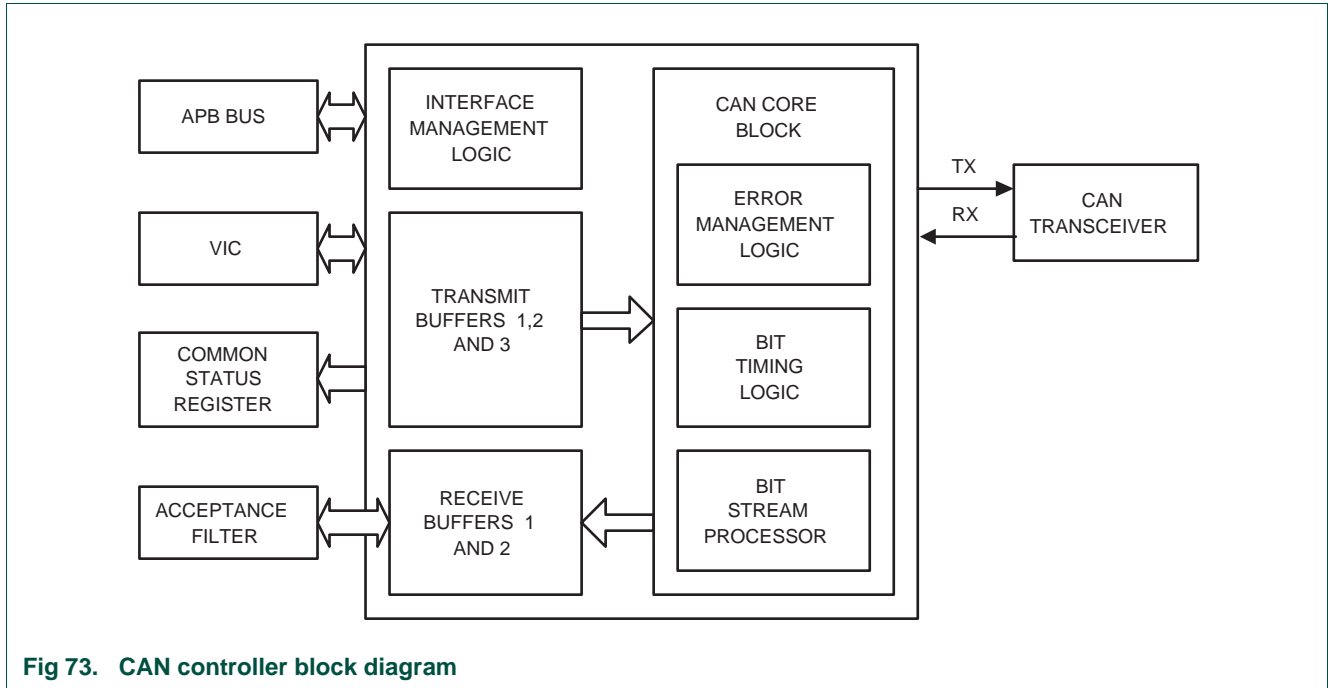 APB BUS
VIC
COMMON
STATUS
REGISTER
ACCEPTANCE
FILTER
INTERFACE
MANAGEMENT
LOGIC
TRANSMIT
BUFFERS 1,2
AND 3
RECEIVE
BUFFERS 1
AND 2
CAN CORE
BLOCK
ERROR
MANAGEMENT
LOGIC
BIT
TIMING
LOGIC
BIT
STREAM
PROCESSOR
TX
RX
CAN
TRANSCEIVER
Fig 73. CAN controller block diagram